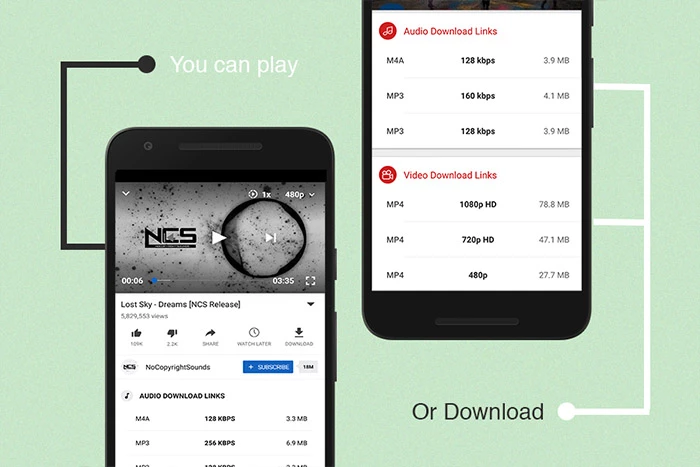 You can play
1x 480p
NCS
00:06 03:35
Lost Sky - Dreams [NCS Release]
5,829,553 views
109K 2.2K SHARE WATCH LATER DOWNLOAD
NCS NoCopyrightSounds + SUBSCRIBE 18M
AUDIO DOWNLOAD LINKS
M4A 128 KBPS 3.3 MB
MP3 256 KBPS 6.9 MB
MP3 128 KBPS 3.3 MB
Audio Download Links
M4A 128 kbps 3.9 MB
MP3 160 kbps 4.1 MB
MP3 128 kbps 3.9 MB
Video Download Links
MP4 1080p HD 78.8 MB
MP4 720p HD 47.1 MB
MP4 480p 27.7 MB
Or Download